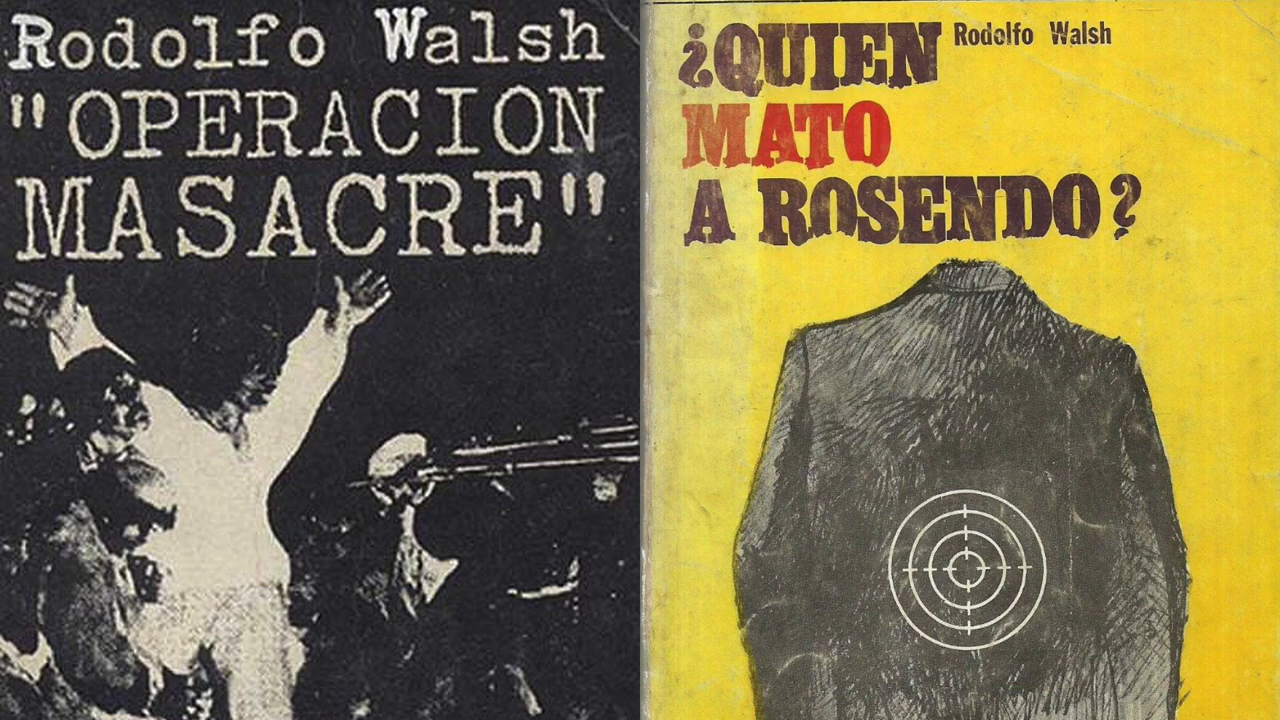 Rodolfo Walsh
"OPERACION
MASACRE"
¿QUIEN
Rodolfo Walsh
MATO
A ROSENDO?